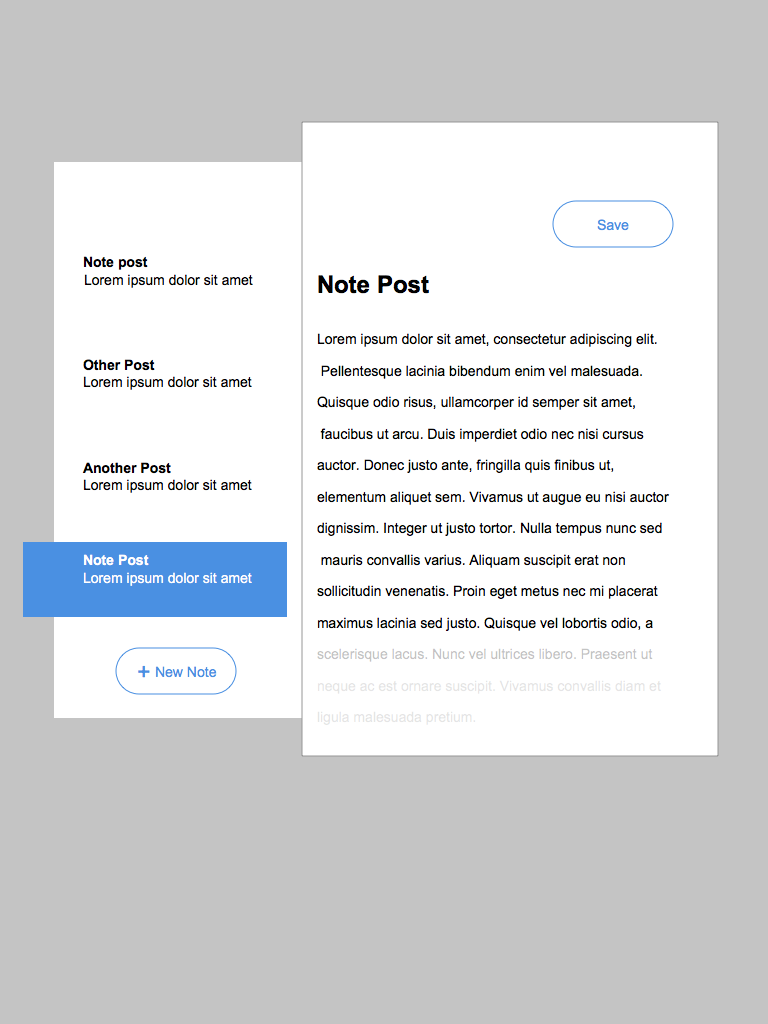 Note post
Lorem ipsum dolor sit amet
Other Post
Lorem ipsum dolor sit amet
Another Post
Lorem ipsum dolor sit amet
Note Post
Lorem ipsum dolor sit amet
+ New Note
Save
Note Post
Lorem ipsum dolor sit amet, consectetur adipiscing elit.
Pellentesque lacinia bibendum enim vel malesuada.
Quisque odio risus, ullamcorper id semper sit amet,
faucibus ut arcu. Duis imperdiet odio nec nisi cursus
auctor. Donec justo ante, fringilla quis finibus ut,
elementum aliquet sem. Vivamus ut augue eu nisi auctor
dignissim. Integer ut justo tortor. Nulla tempus nunc sed
mauris convallis varius. Aliquam suscipit erat non
sollicitudin venenatis. Proin eget metus nec mi placerat
maximus lacinia sed justo. Quisque vel lobortis odio, a
scelerisque lacus. Nunc vel ultrices libero. Praesent ut
neque ac est ornare suscipit. Vivamus convallis diam et
ligula malesuada pretium.